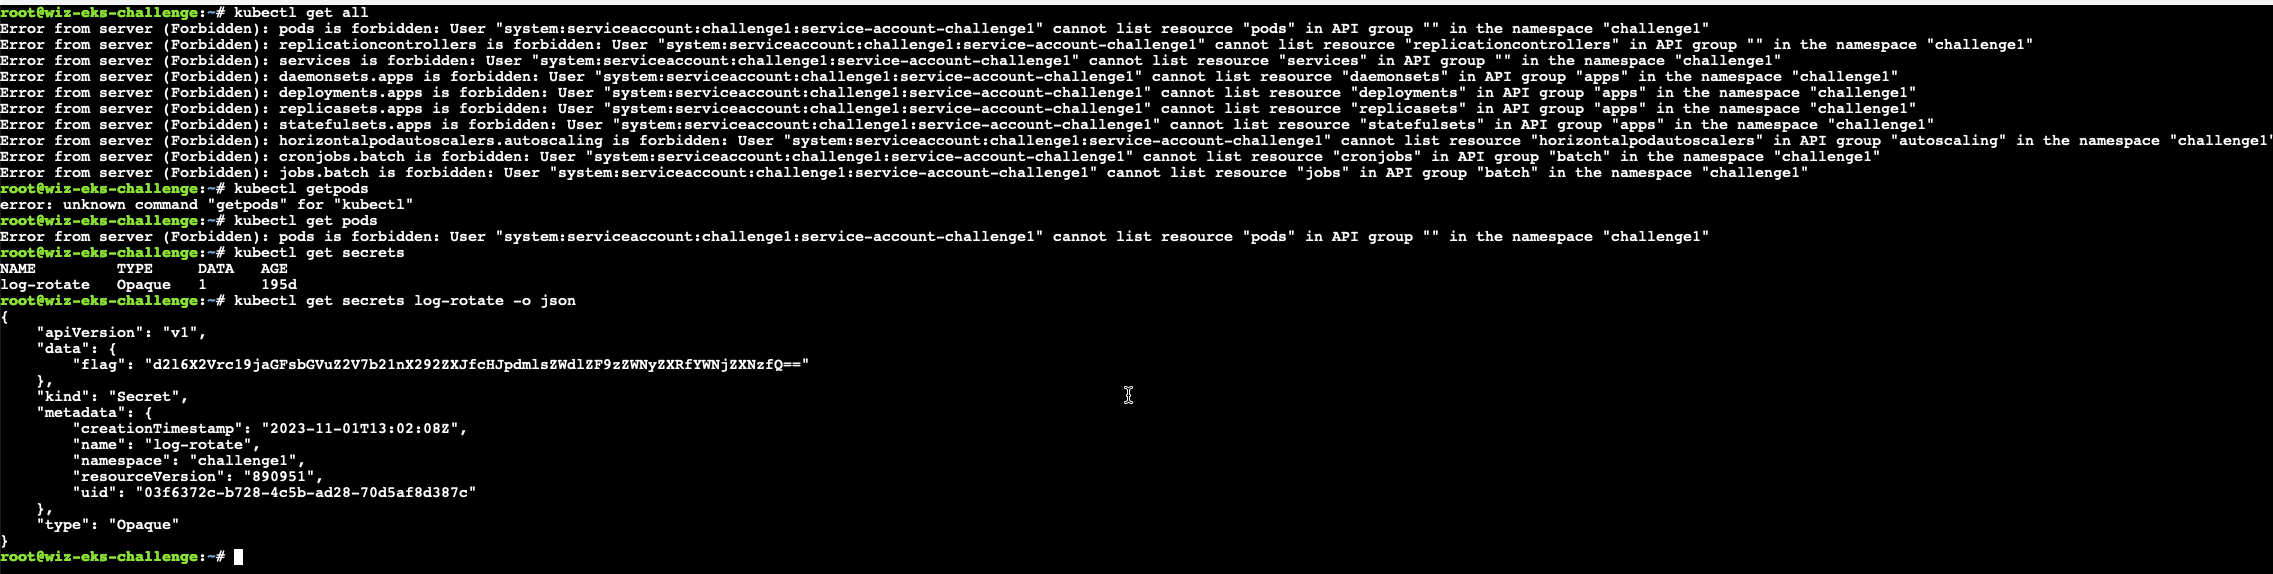 root@wiz-eks-challenge:~# kubectl get all
Error from server (Forbidden): pods is forbidden: User "system:serviceaccount:challenge1:service-account-challenge1" cannot list resource "pods" in API group "" in the namespace "challenge1"
Error from server (Forbidden): replicationcontrollers is forbidden: User "system:serviceaccount:challenge1:service-account-challenge1" cannot list resource "replicationcontrollers" in API group "" in the namespace "challenge1"
Error from server (Forbidden): services is forbidden: User "system:serviceaccount:challenge1:service-account-challenge1" cannot list resource "services" in API group "" in the namespace "challenge1"
Error from server (Forbidden): daemonsets.apps is forbidden: User "system:serviceaccount:challenge1:service-account-challenge1" cannot list resource "daemonsets" in API group "apps" in the namespace "challenge1"
Error from server (Forbidden): deployments.apps is forbidden: User "system:serviceaccount:challenge1:service-account-challenge1" cannot list resource "deployments" in API group "apps" in the namespace "challenge1"
Error from server (Forbidden): replicasets.apps is forbidden: User "system:serviceaccount:challenge1:service-account-challenge1" cannot list resource "replicasets" in API group "apps" in the namespace "challenge1"
Error from server (Forbidden): statefulsets.apps is forbidden: User "system:serviceaccount:challenge1:service-account-challenge1" cannot list resource "statefulsets" in API group "apps" in the namespace "challenge1"
Error from server (Forbidden): horizontalpodautoscalers.autoscaling is forbidden: User "system:serviceaccount:challenge1:service-account-challenge1" cannot list resource "horizontalpodautoscalers" in API group "autoscaling" in the namespace "challenge1"
Error from server (Forbidden): cronjobs.batch is forbidden: User "system:serviceaccount:challenge1:service-account-challenge1" cannot list resource "cronjobs" in API group "batch" in the namespace "challenge1"
Error from server (Forbidden): jobs.batch is forbidden: User "system:serviceaccount:challenge1:service-account-challenge1" cannot list resource "jobs" in API group "batch" in the namespace "challenge1"
root@wiz-eks-challenge:~# kubectl getpods
error: unknown command "getpods" for "kubectl"
root@wiz-eks-challenge:~# kubectl get pods
Error from server (Forbidden): pods is forbidden: User "system:serviceaccount:challenge1:service-account-challenge1" cannot list resource "pods" in API group "" in the namespace "challenge1"
root@wiz-eks-challenge:~# kubectl get secrets
NAME         TYPE     DATA   AGE
log-rotate   Opaque   1      195d
root@wiz-eks-challenge:~# kubectl get secrets log-rotate -o json
{
    "apiVersion": "v1",
    "data": {
        "flag": "d2l6X2Vrc19jaGFsbGVuZ2V7b21nX292ZXJfcHJpdmlsZWdlZF9zZWNyZXRfYWNjZXNzfQ=="
    },
    "kind": "Secret",
    "metadata": {
        "creationTimestamp": "2023-11-01T13:02:08Z",
        "name": "log-rotate",
        "namespace": "challenge1",
        "resourceVersion": "890951",
        "uid": "03f6372c-b728-4c5b-ad28-70d5af8d387c"
    },
    "type": "Opaque"
}
root@wiz-eks-challenge:~#